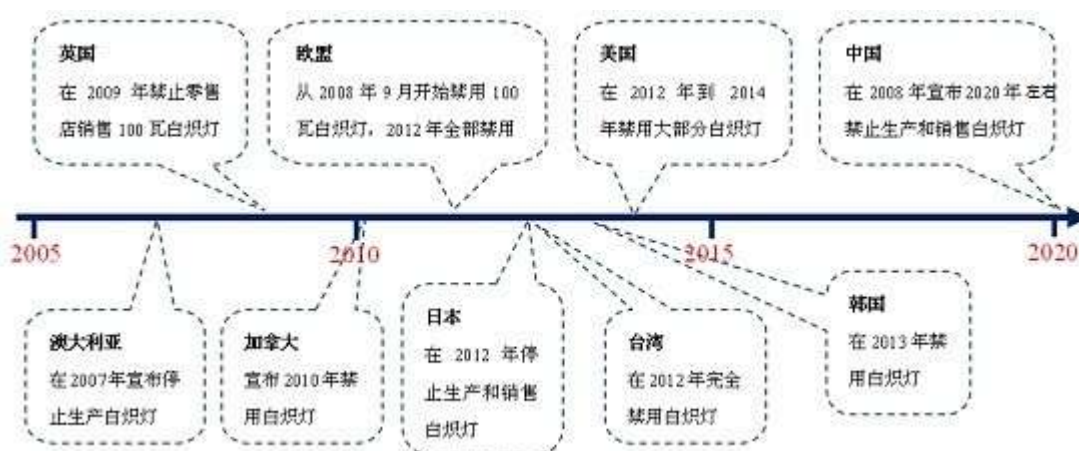 英国
在 2009 年禁止零售
店销售 100 瓦白炽灯
欧盟
从 2008 年 9 月开始禁用 100
瓦白炽灯，2012 年全部禁用
美国
在 2012 年到 2014
年禁用大部分白炽灯
中国
在 2008 年宣布 2020 年左右
禁止生产和销售白炽灯
2005
2010
2015
2020
澳大利亚
在 2007 年宣布停
止生产白炽灯
加拿大
宣布 2010 年禁
用白炽灯
日本
在 2012 年停
止生产和销售
白炽灯
台湾
在 2012 年完全
禁用白炽灯
韩国
在 2013 年禁
用白炽灯